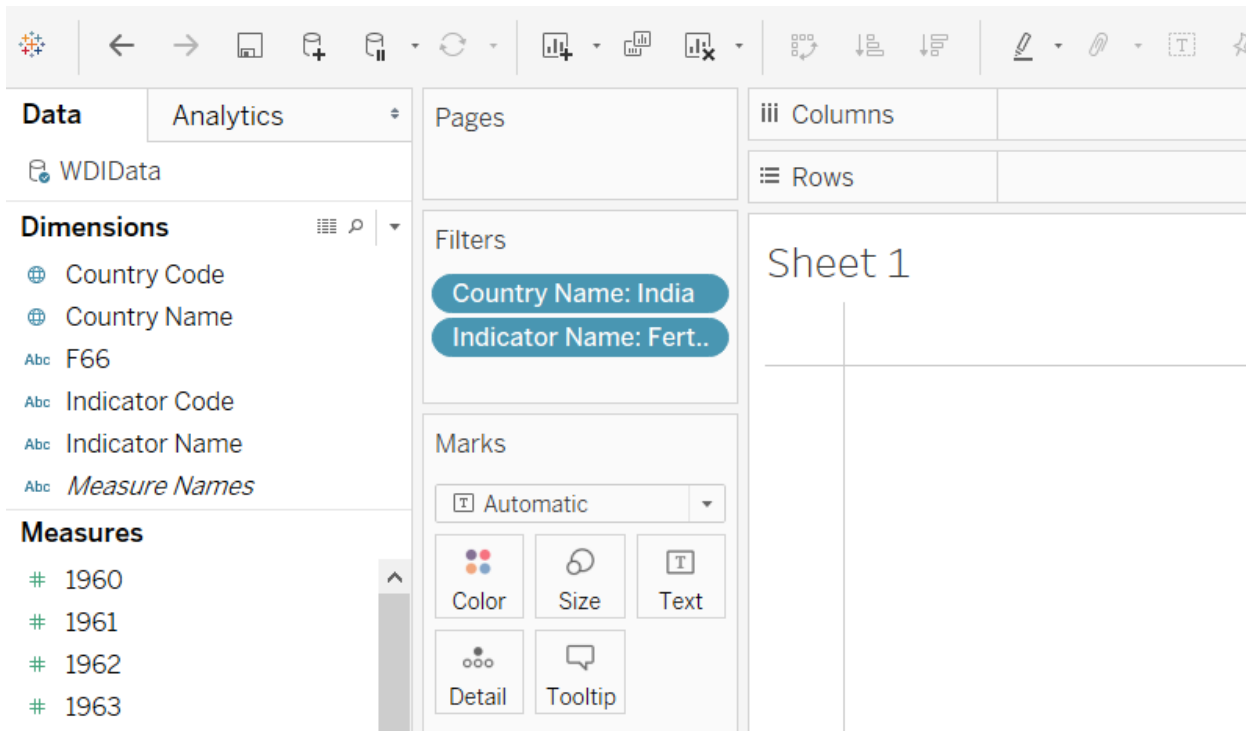 Data
Analytics
WDIData
Dimensions
Country Code
Country Name
Abc F66
Abc Indicator Code
Abc Indicator Name
Abc Measure Names
Measures
# 1960
# 1961
# 1962
# 1963
Pages
Filters
Country Name: India
Indicator Name: Fert..
Marks
T Automatic
Color
Size
T
Text
Detail
Tooltip
Columns
Rows
Sheet 1
T